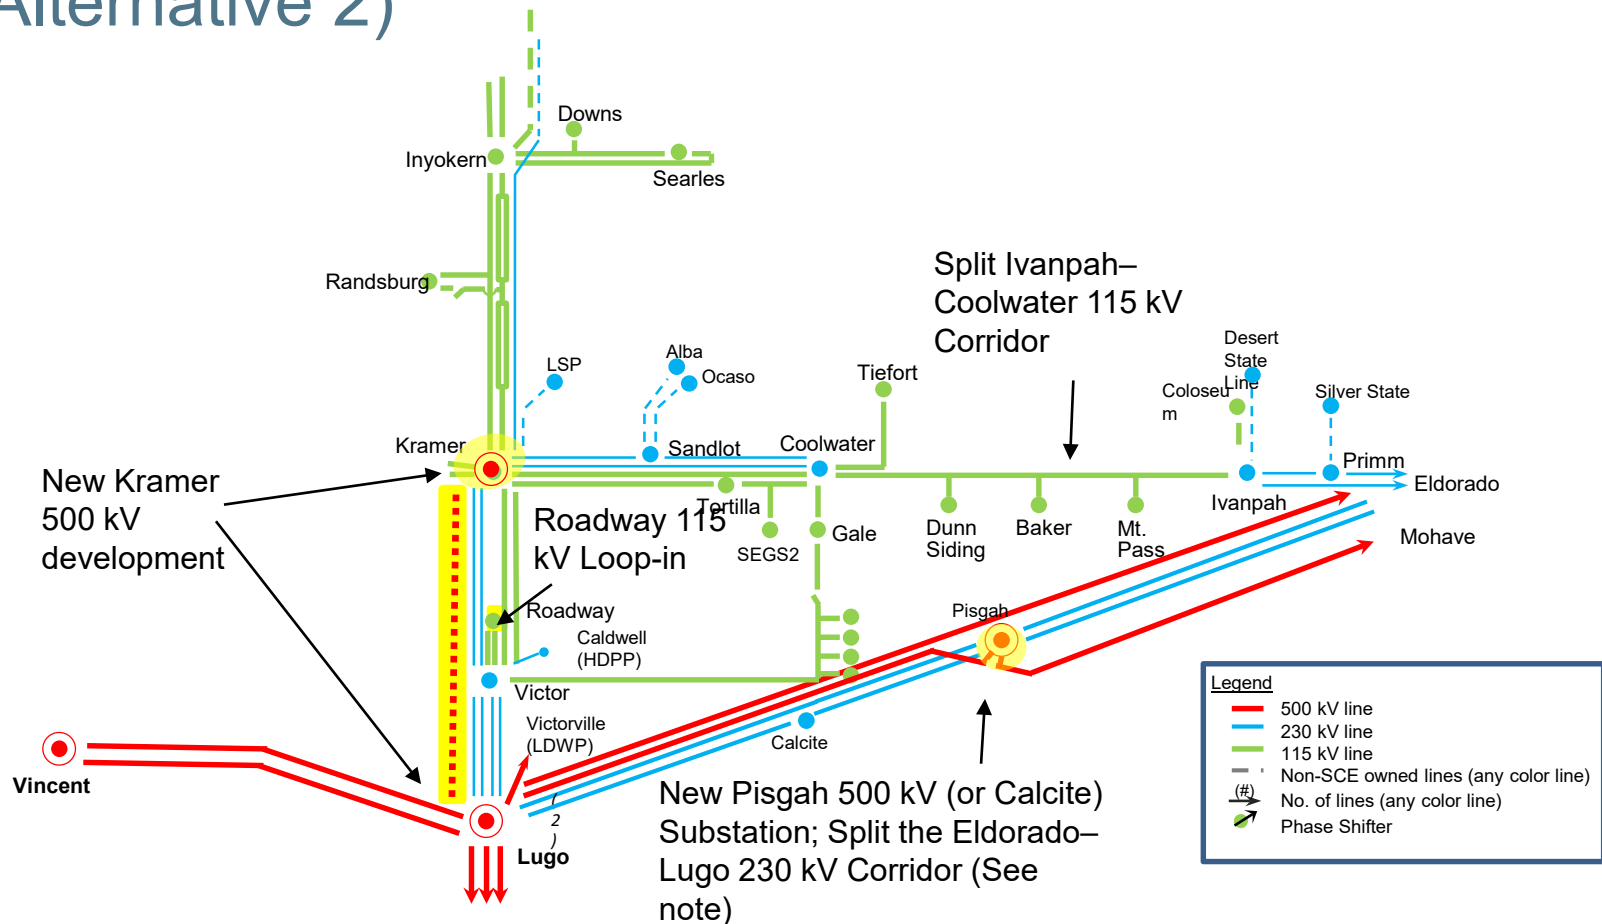 Alternative 2)
Downs
Inyokern
Searles
Randsburg
Split Ivanpah–
Coolwater 115 kV
Corridor
LSP
Alba
Ocaso
Tiefort
Desert
State
Line
Coloseu
m
Silver State
Kramer
Sandlot
Coolwater
Primm
Eldorado
Ivanpah
New Kramer
500 kV
development
Tortilla
Roadway 115
kV Loop-in
SEGS2
Gale
Dunn
Siding
Baker
Mt.
Pass
Mohave
Roadway
Caldwell
(HDPP)
Pisgah
Victor
Victorville
(LDWP)
Calcite
Vincent
(2)
Lugo
New Pisgah 500 kV (or Calcite)
Substation; Split the Eldorado–
Lugo 230 kV Corridor (See
note)
Legend
500 kV line
230 kV line
115 kV line
Non-SCE owned lines (any color line)
(#)
No. of lines (any color line)
Phase Shifter